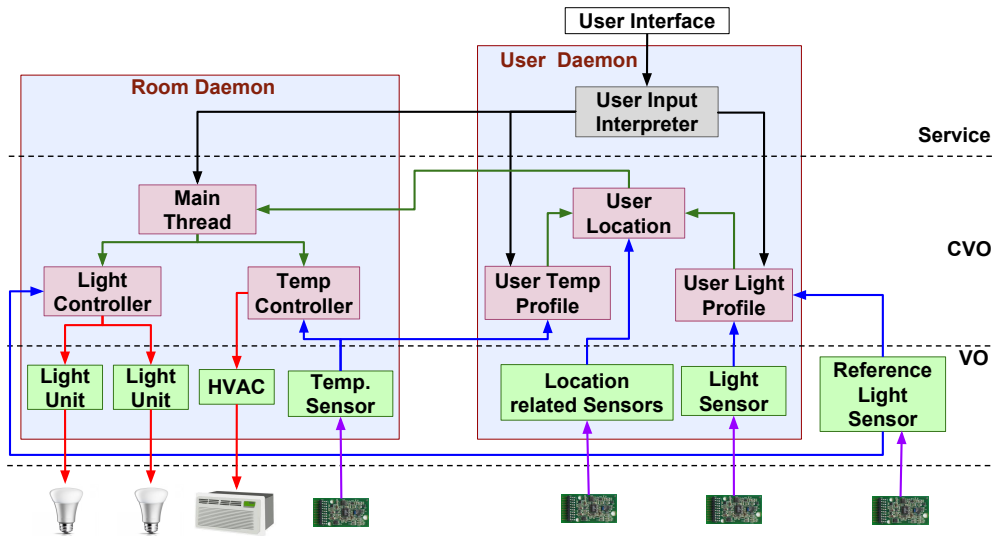 User Interface
User Daemon
Room Daemon
User Input
Interpreter
Service
Main
Thread
User
Location
CVO
Light
Controller
Temp
Controller
User Temp
Profile
User Light
Profile
VO
Light
Unit
Light
Unit
HVAC
Temp.
Sensor
Location
related Sensors
Light
Sensor
Reference
Light
Sensor